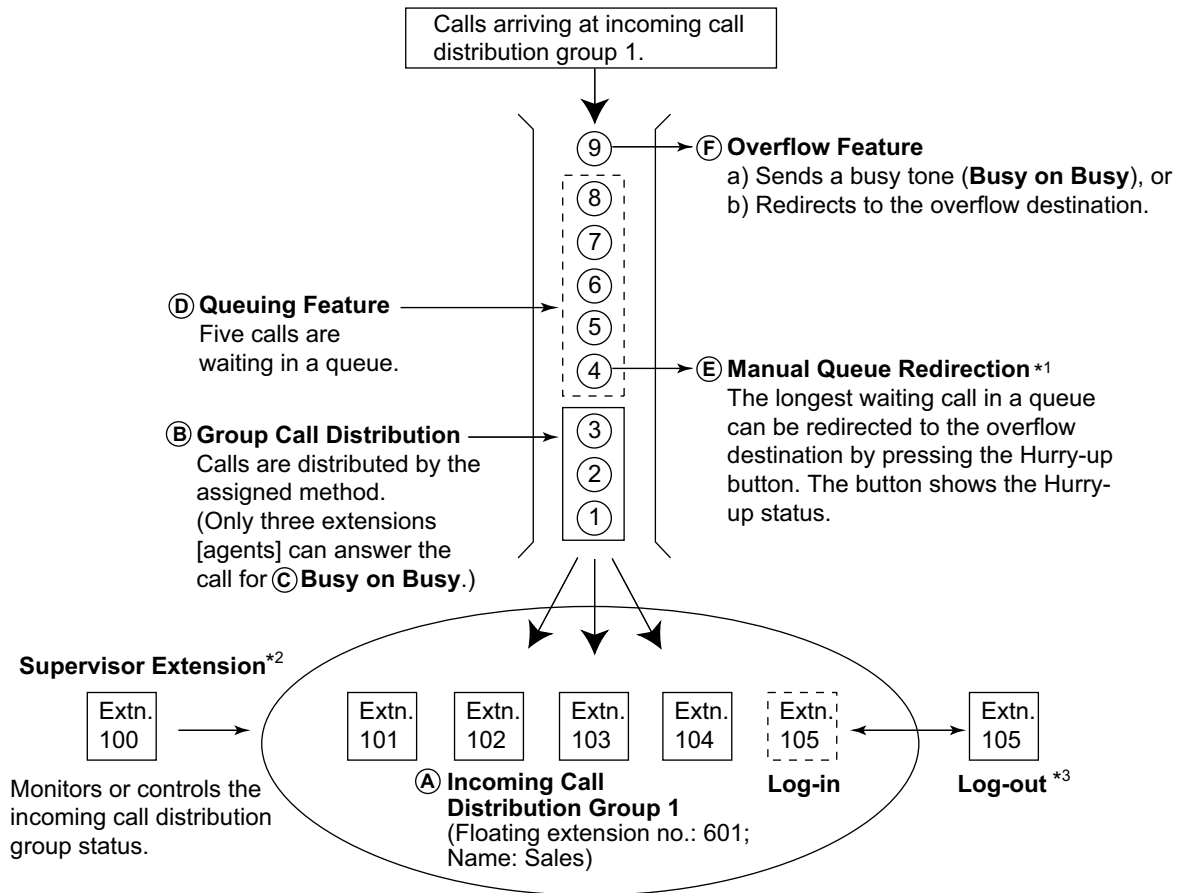 Calls arriving at incoming call
distribution group 1.
9
F Overflow Feature
a) Sends a busy tone (Busy on Busy), or
b) Redirects to the overflow destination.
8
7
6
5
4
D Queuing Feature
Five calls are
waiting in a queue.
E Manual Queue Redirection *1
The longest waiting call in a queue
can be redirected to the overflow
destination by pressing the Hurry-up
button. The button shows the Hurry-
up status.
B Group Call Distribution
Calls are distributed by the
assigned method.
(Only three extensions
[agents] can answer the
call for C Busy on Busy.)
3
2
1
Supervisor Extension*2
Extn.
100
Monitors or controls the
incoming call distribution
group status.
Extn.
101
Extn.
102
Extn.
103
Extn.
104
Extn.
105
Log-in
Extn.
105
Log-out *3
A Incoming Call
Distribution Group 1
(Floating extension no.: 601;
Name: Sales)